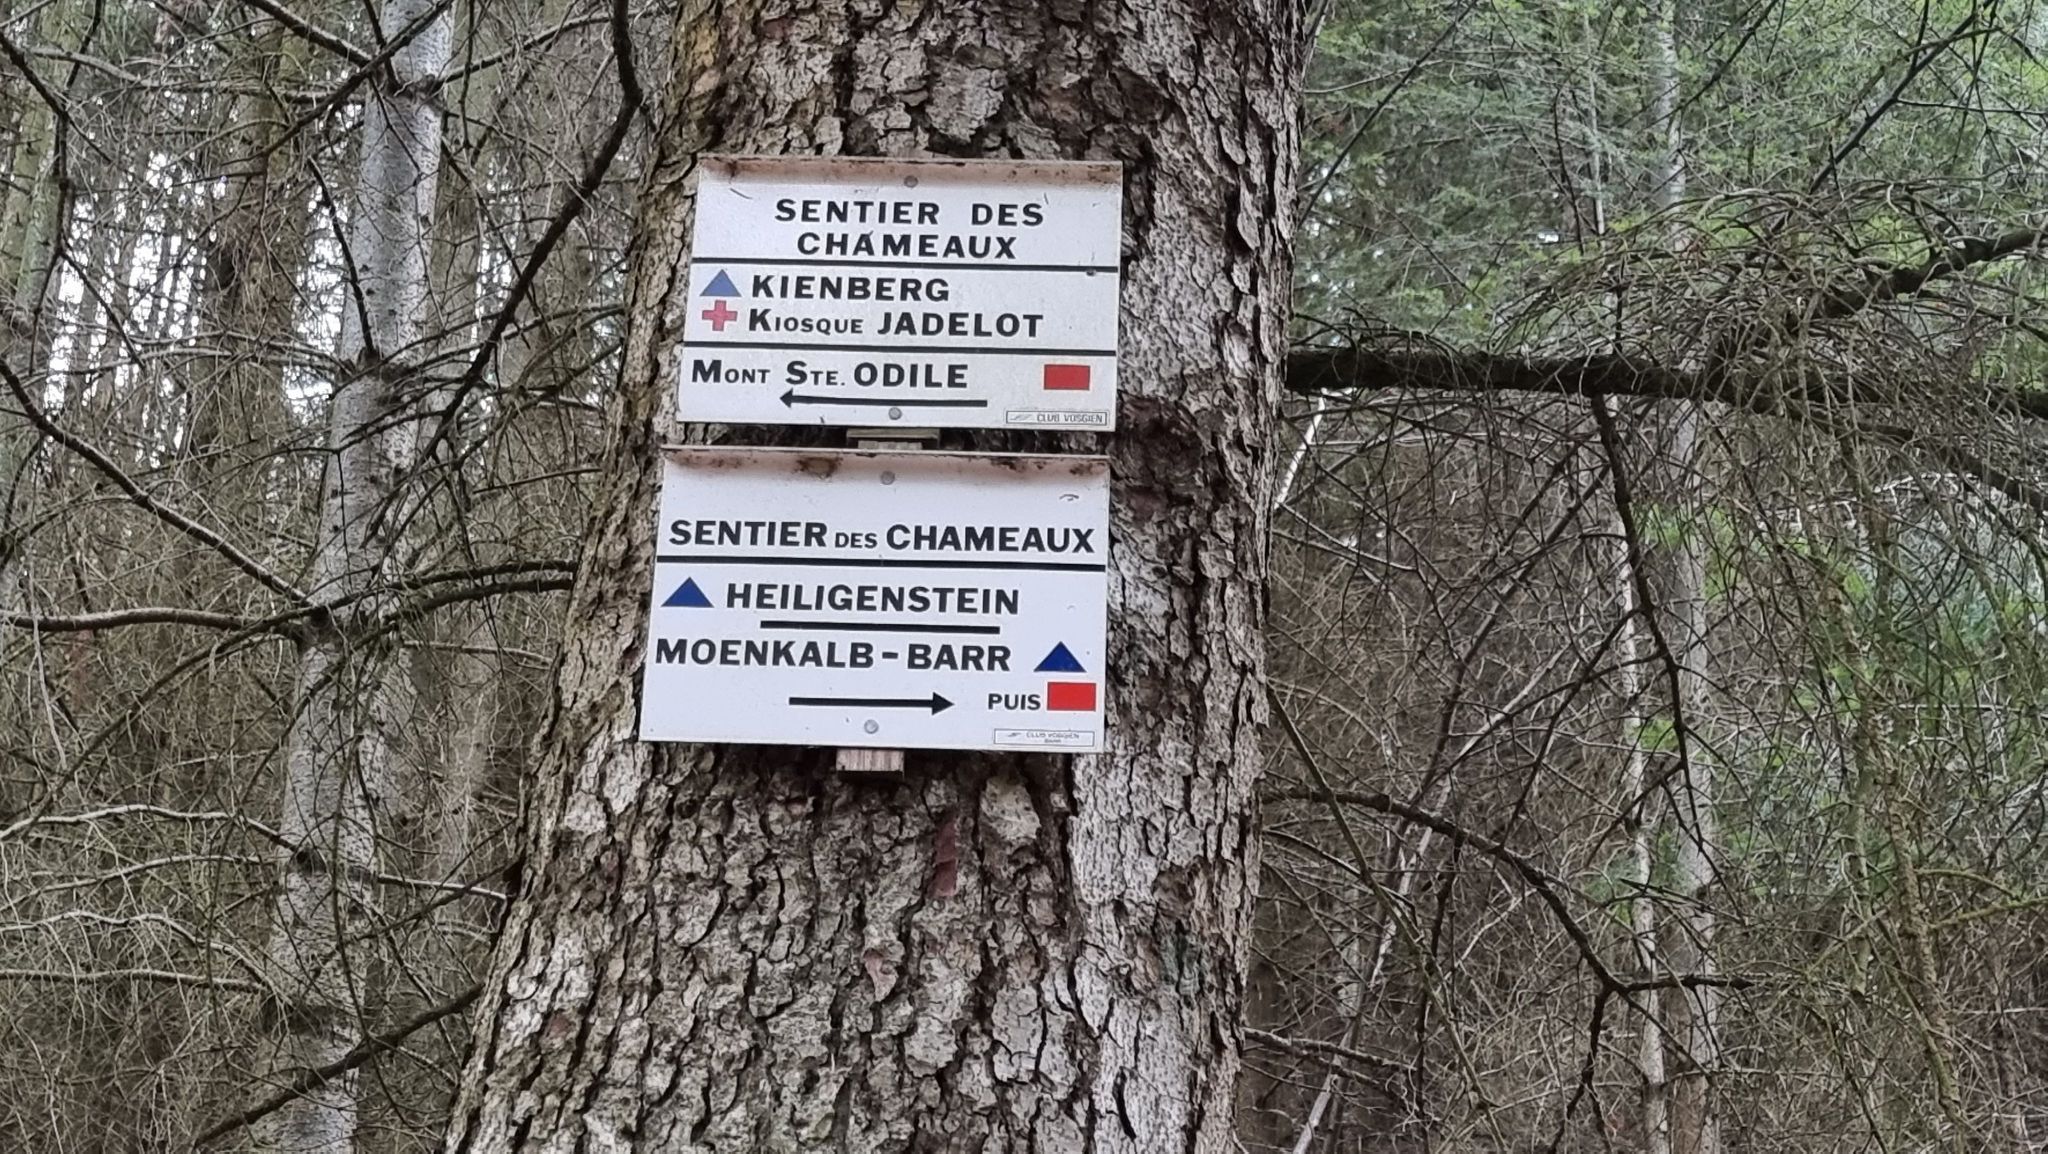 SENTIER DES
CHAMEAUX
KIENBERG
KIOSQUE JADELOT
MONT STE. ODILE
CLUB VOSGIEN
SENTIER DES CHAMEAUX
HEILIGENSTEIN
MOENKALB - BARR
PUIS
CLUB VOSGIEN
BARR